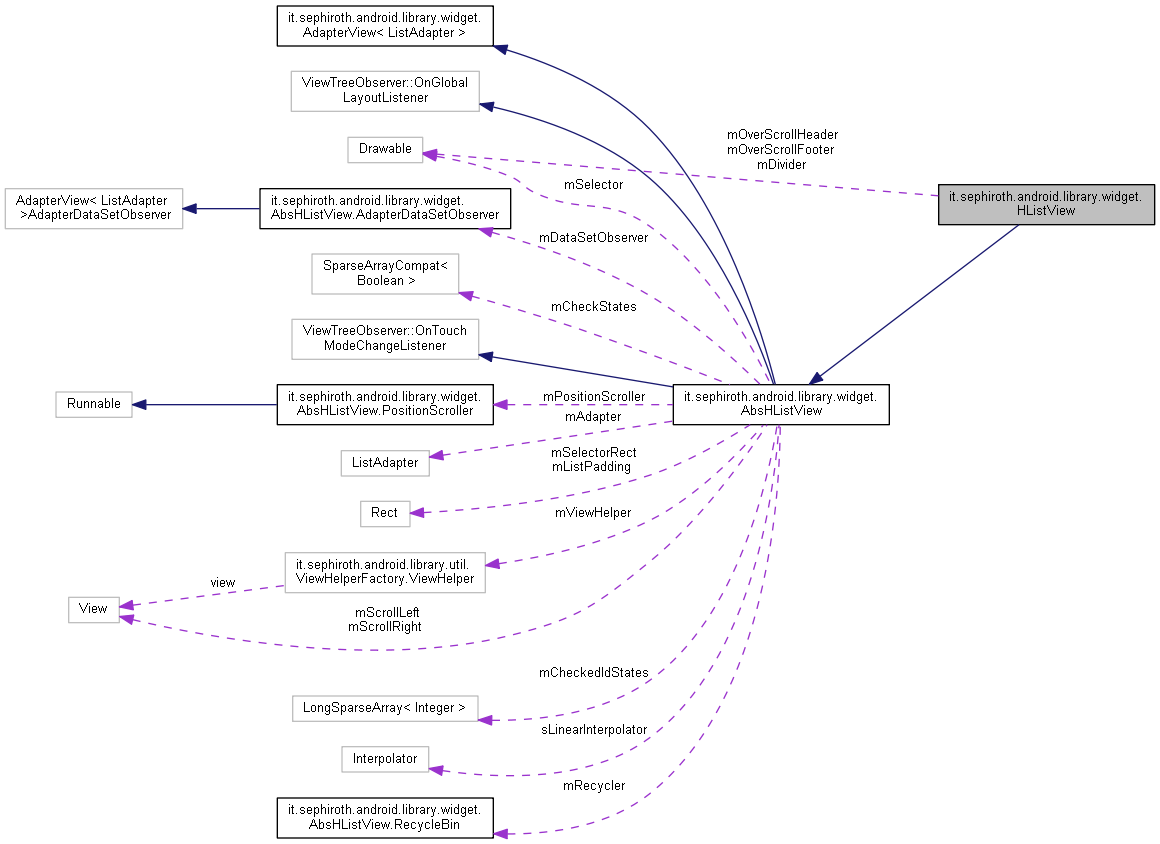 it.sephiroth.android.library.widget.
AdapterView< ListAdapter >
ViewTreeObserver::OnGlobal
LayoutListener
mOverScrollHeader
mOverScrollFooter
mDivider
Drawable
mSelector
AdapterView< ListAdapter
>AdapterDataSetObserver
it.sephiroth.android.library.widget.
AbsHListView.AdapterDataSetObserver
it.sephiroth.android.library.widget.
HListView
mDataSetObserver
SparseArrayCompat<
Boolean >
mCheckStates
ViewTreeObserver::OnTouch
ModeChangeListener
Runnable
it.sephiroth.android.library.widget.
AbsHListView.PositionScroller
mPositionScroller
it.sephiroth.android.library.widget.
AbsHListView
mAdapter
ListAdapter
mSelectorRect
mListPadding
Rect
mViewHelper
it.sephiroth.android.library.util.
ViewHelperFactory.ViewHelper
view
View
mScrollLeft
mScrollRight
mCheckedIdStates
LongSparseArray< Integer >
sLinearInterpolator
Interpolator
mRecycler
it.sephiroth.android.library.widget.
AbsHListView.RecycleBin